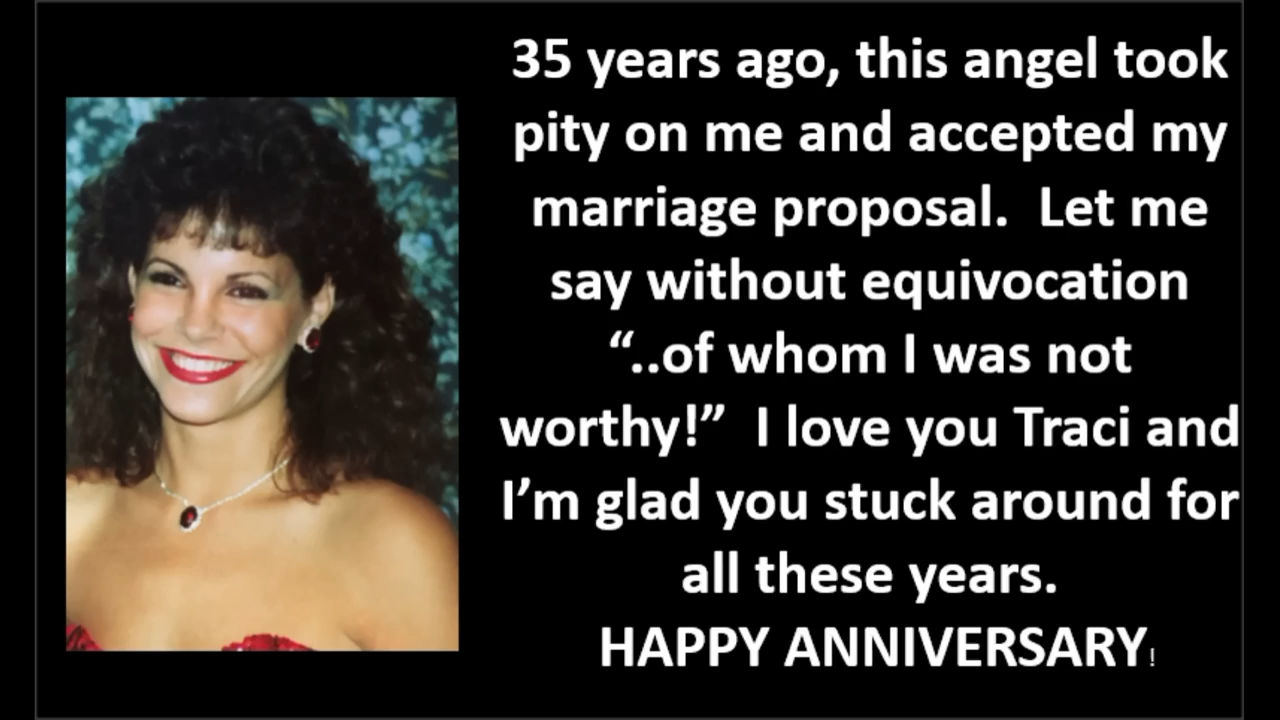 35 years ago, this angel took
pity on me and accepted my
marriage proposal.  Let me
say without equivocation
“..of whom I was not
worthy!”  I love you Traci and
I’m glad you stuck around for
all these years.
HAPPY ANNIVERSARY!